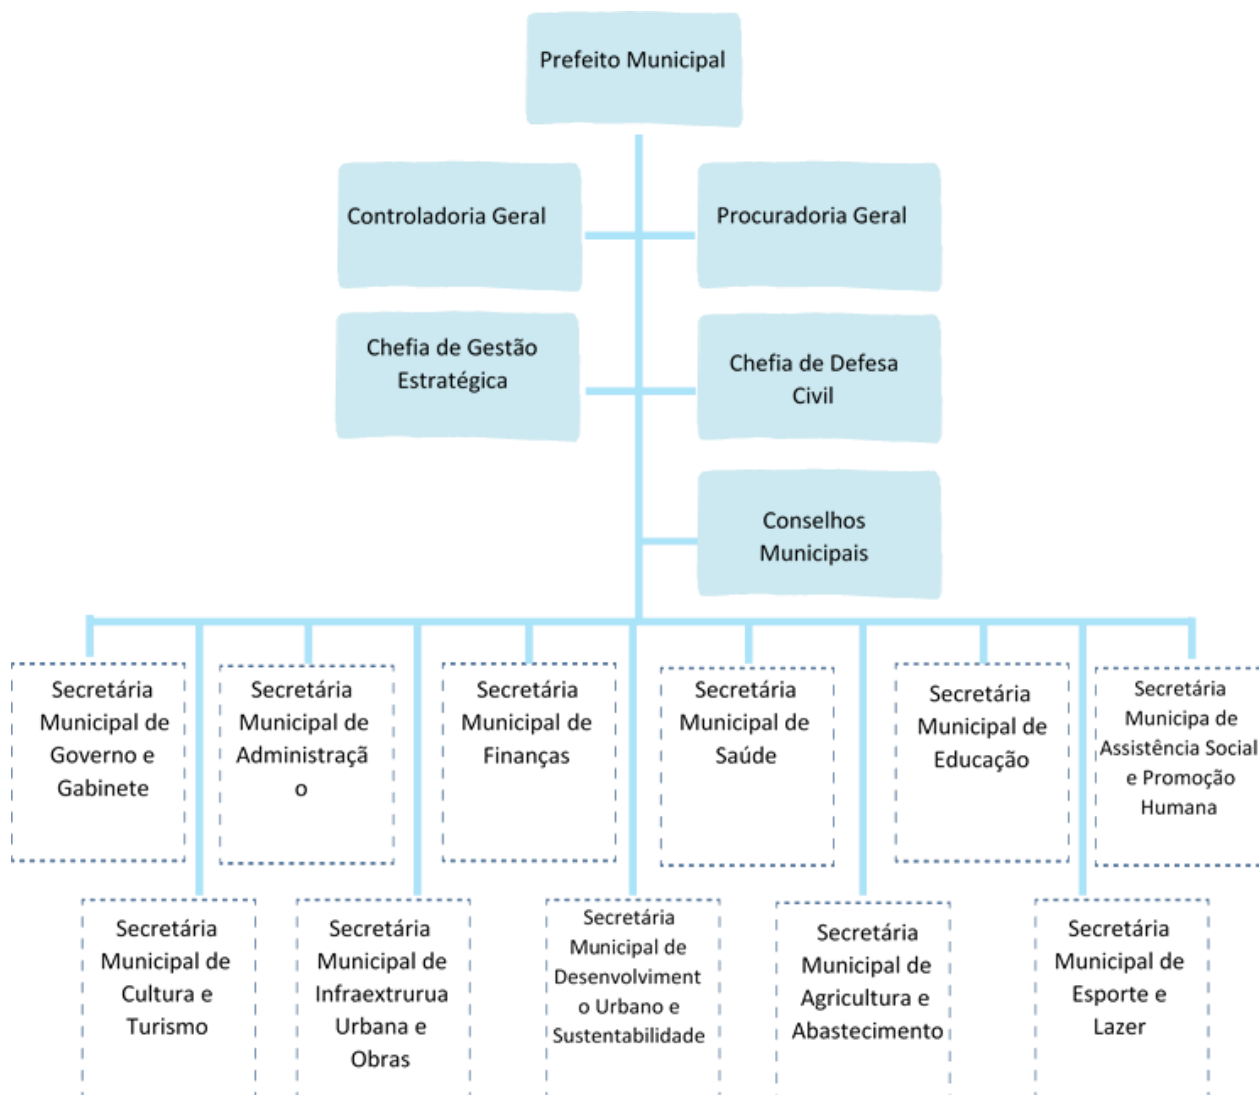 Prefeito Municipal
Controladoria Geral
Procuradoria Geral
Chefia de Gestão
Estratégica
Chefia de Defesa
Civil
Conselhos
Municipais
Secretária
Municipal de
Governo e
Gabinete
Secretária
Municipal de
Administraçã
o
Secretária
Municipal de
Finanças
Secretária
Municipal de
Saúde
Secretária
Municipal de
Educação
Secretária
Municipa de
Assistência Social
e Promoção
Humana
Secretária
Municipal de
Cultura e
Turismo
Secretária
Municipal de
Infraextrurua
Urbana e
Obras
Secretária
Municipal de
Desenvolviment
o Urbano e
Sustentabilidade
Secretária
Municipal de
Agricultura e
Abastecimento
Secretária
Municipal de
Esporte e
Lazer